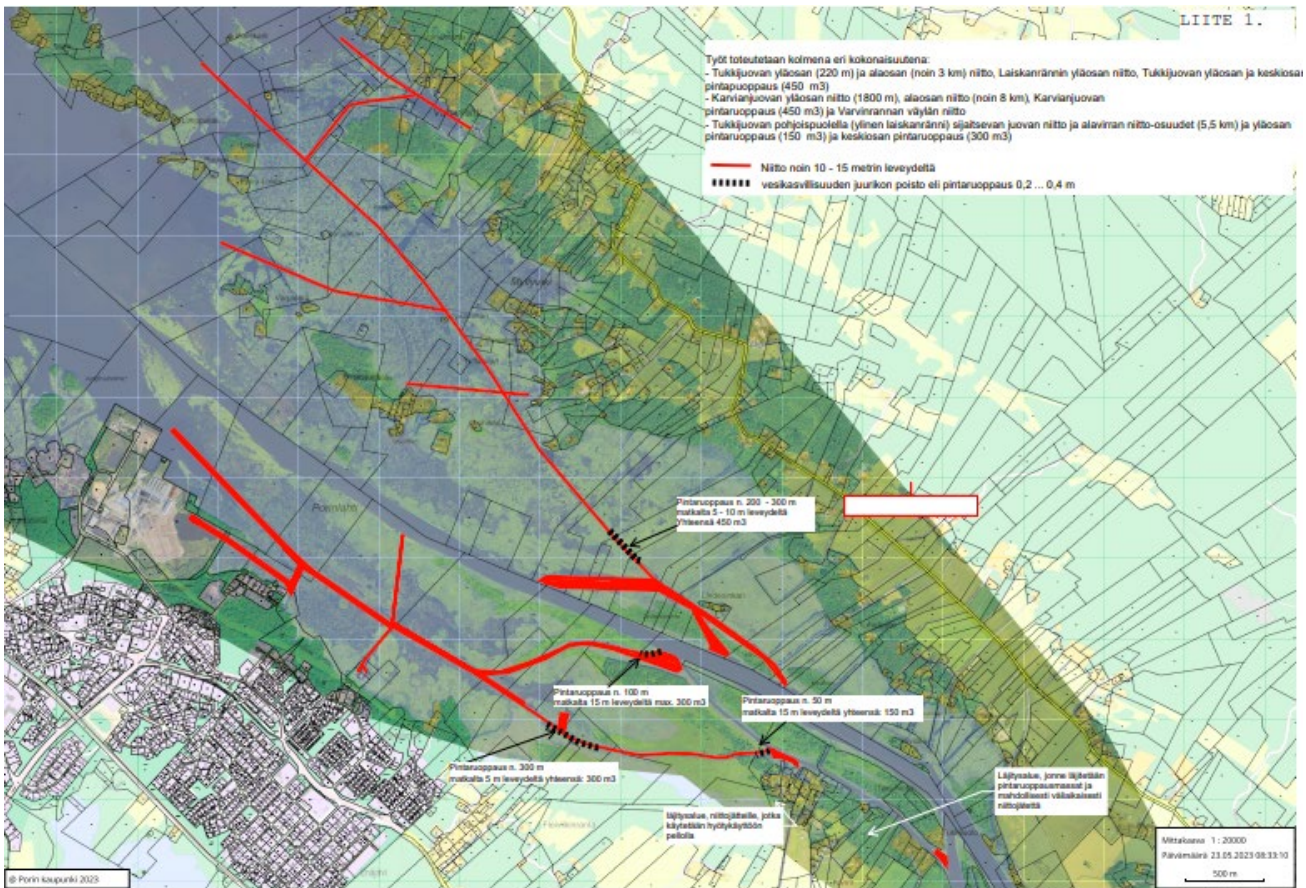 LIITE 1.
Työt toteutetaan kolmena eri kokonaisuutena:
- Tukkijuovan yläosan (220 m) ja alaosan (noin 3 km) niitto, Laiskanrännin yläosan niitto, Tukkijuovan yläosan ja keskiosan
pintapuoppaus (450 m3)
- Karvianjuovan yläosan niitto (1800 m), alaosan niitto (noin 8 km), Karvianjuovan
pintaruoppaus (450 m3) ja Varvinrannan väylän niitto
- Tukkijuovan pohjoispuolella (ylinen laiskanränni) sijaitsevan juovan niitto ja alavirran niitto-osuudet (5,5 km) ja yläosan
pintaruoppaus (150 m3) ja keskiosan pintaruoppaus (300 m3)
Niitto noin 10 - 15 metrin leveydeltä
vesikasvillisuuden juurikon poisto eli pintaruoppaus 0,2 ... 0,4 m
Pintaruoppaus n. 200 - 300 m
matkalta 5 - 10 m leveydeltä
Yhteensä 450 m3
Pintaruoppaus n. 100 m
matkalta 15 m leveydeltä max. 300 m3
Pintaruoppaus n. 50 m
matkalta 15 m leveydeltä yhteensä: 150 m3
Pintaruoppaus n. 300 m
matkalta 5 m leveydeltä yhteensä: 300 m3
läjitysalue, niittojätteille, jotka
käytetään hyötykäyttöön
pellolla
Läjitysalue, jonne läjitetään
pintaruoppausmassat ja
mahdollisesti väliaikaisesti
niittojätettä
Mittakaava 1 : 20000
Päivämäärä 23.05.2023 08:33:10
500 m
© Porin kaupunki 2023